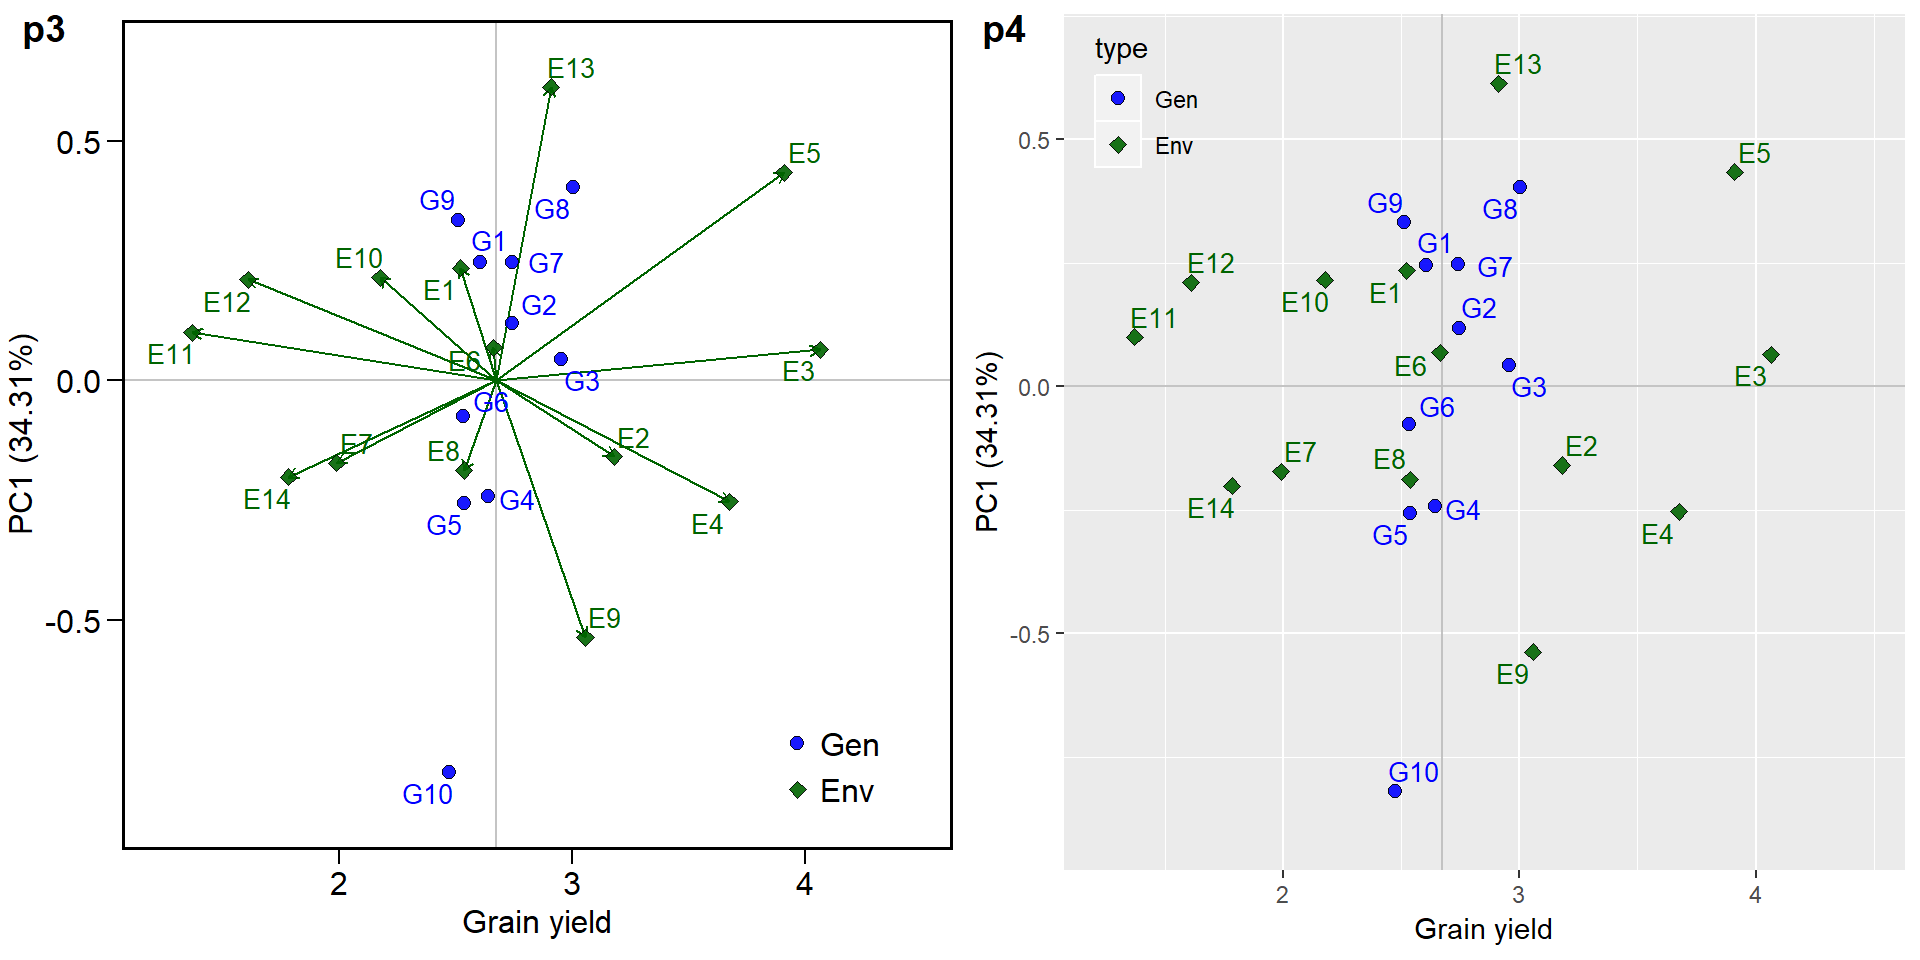 p3
E13
0.5
E5
G9
G8
G1
E10
G7
E1
E12
G2
E11
E6
E3
0.0
G3
G6
E7
E8
E2
E14
G4
G5
E4
-0.5
E9
Gen
Env
G10
2
3
4
Grain yield
PC1 (34.31%)
p4
type
Gen
Env
E13
0.5
E5
G9
G8
G1
E12
G7
E10
E1
G2
E11
E6
E3
0.0
G3
G6
E7
E8
E2
E14
G4
G5
E4
-0.5
E9
G10
2
3
4
Grain yield
PC1 (34.31%)